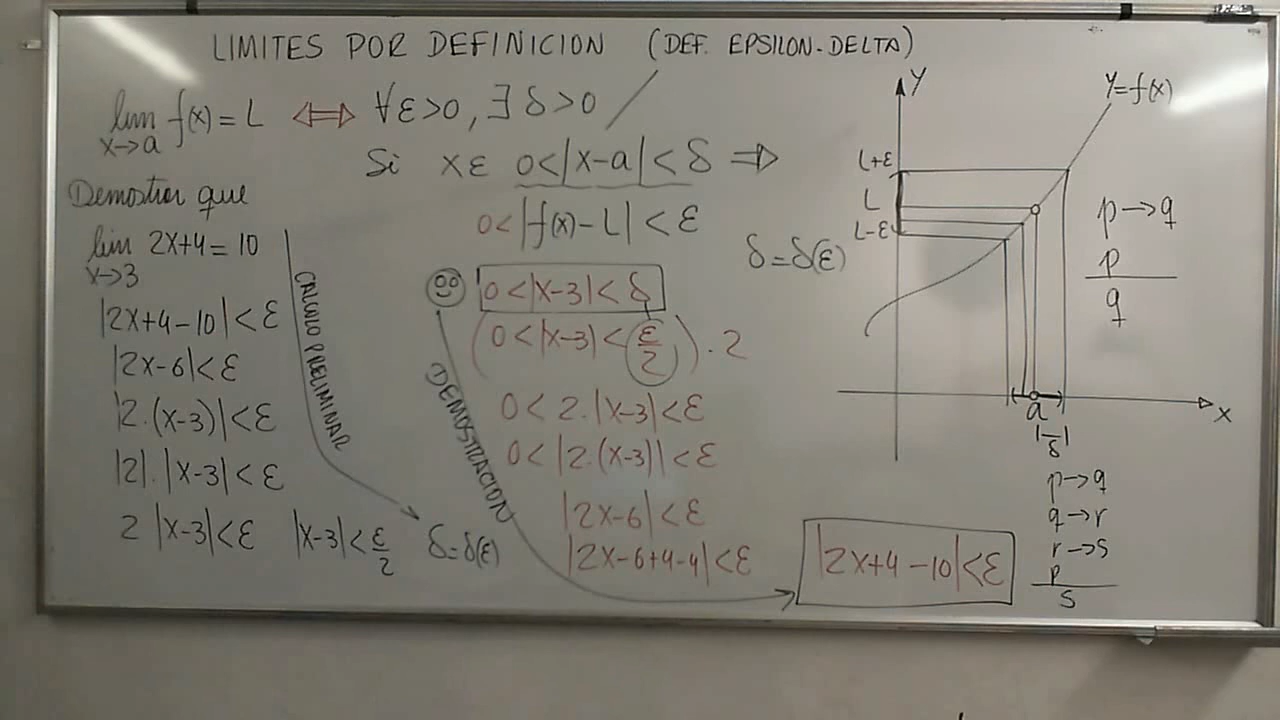 LIMITES POR DEFINICION (DEF. EPSILON-DELTA)
lim f(x) = L ⇔ ∀ε>0, ∃ δ>0
x→a
Si xε 0<|x-a|<δ ⇒
0<|f(x)-L|<ε
Demostrar que
lim 2x+4=10
x→3
|2x+4-10|<ε
|2x-6|<ε
|2.(x-3)|<ε
|2|.|x-3|<ε
2 |x-3|<ε |x-3|<ε/2 δ=δ(ε)
CALCULO PRELIMINAR
0<|x-3|<δ
(0<|x-3|<ε/2).2
0<2.|x-3|<ε
0<|2.(x-3)|<ε
|2x-6|<ε
|2x-6+4-4|<ε
DEMOSTRACION
|2x+4-10|<ε
δ=δ(ε)
y
y=f(x)
L+ε
L
L-ε
a
δ
x
p→q
p
q
p→q
q→r
r→s
p
s